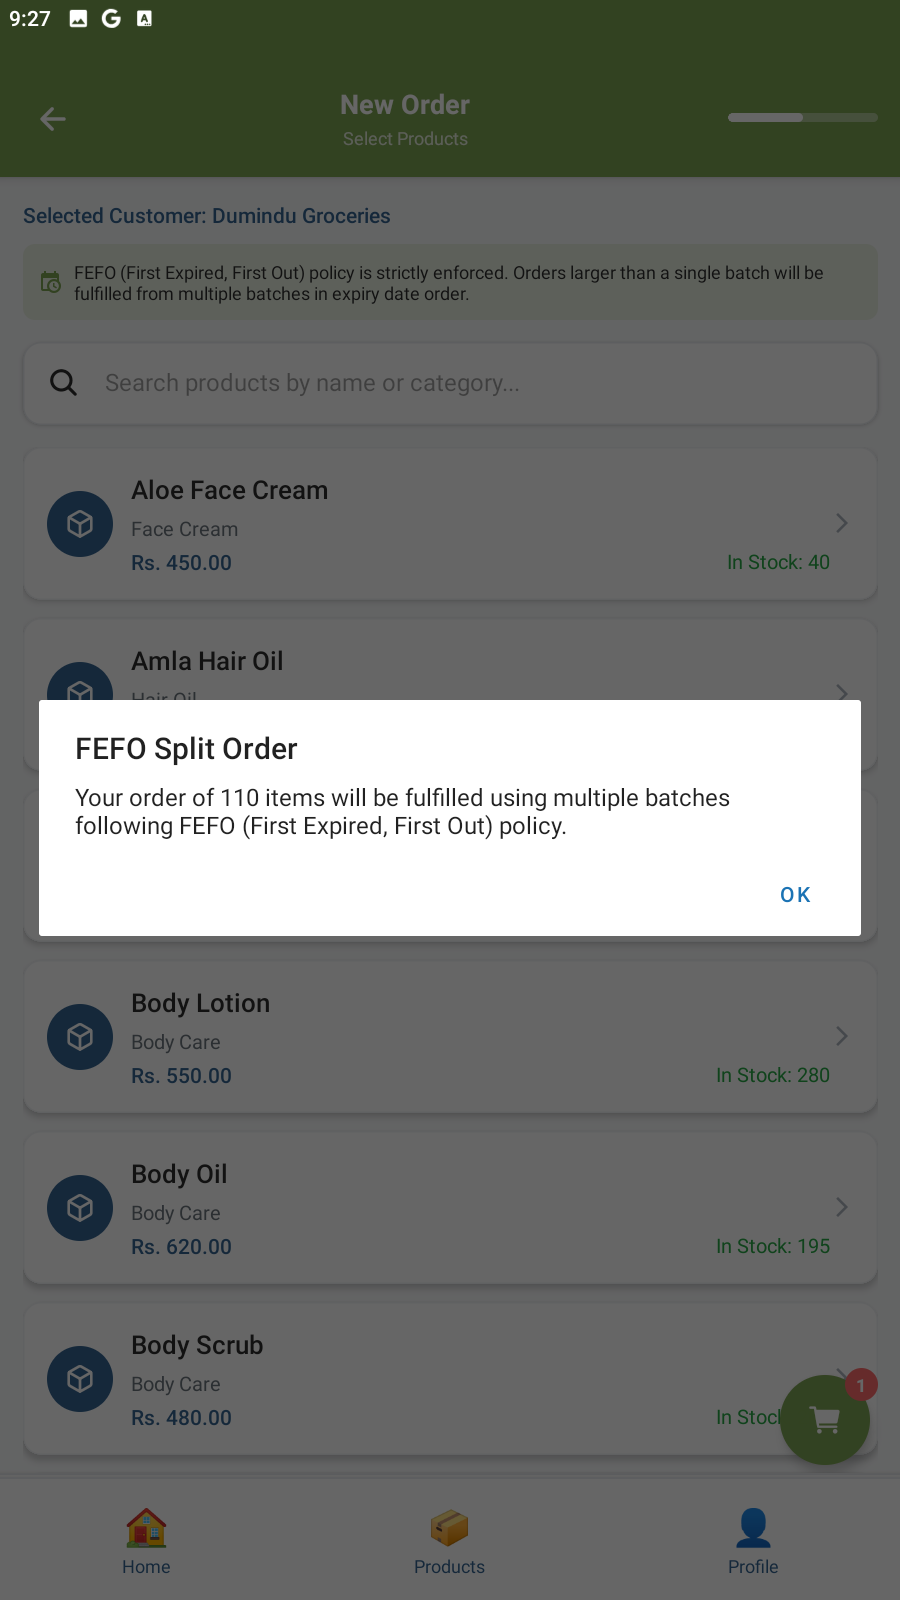 9:27
New Order
Select Products
Selected Customer: Dumindu Groceries
FEFO (First Expired, First Out) policy is strictly enforced. Orders larger than a single batch will be
fulfilled from multiple batches in expiry date order.
Search products by name or category...
Aloe Face Cream
Face Cream
Rs. 450.00
In Stock: 40
Amla Hair Oil
Hair Oil
FEFO Split Order
Your order of 110 items will be fulfilled using multiple batches
following FEFO (First Expired, First Out) policy.
OK
Body Lotion
Body Care
Rs. 550.00
In Stock: 280
Body Oil
Body Care
Rs. 620.00
In Stock: 195
Body Scrub
Body Care
Rs. 480.00
In Stock
1
Home
Products
Profile